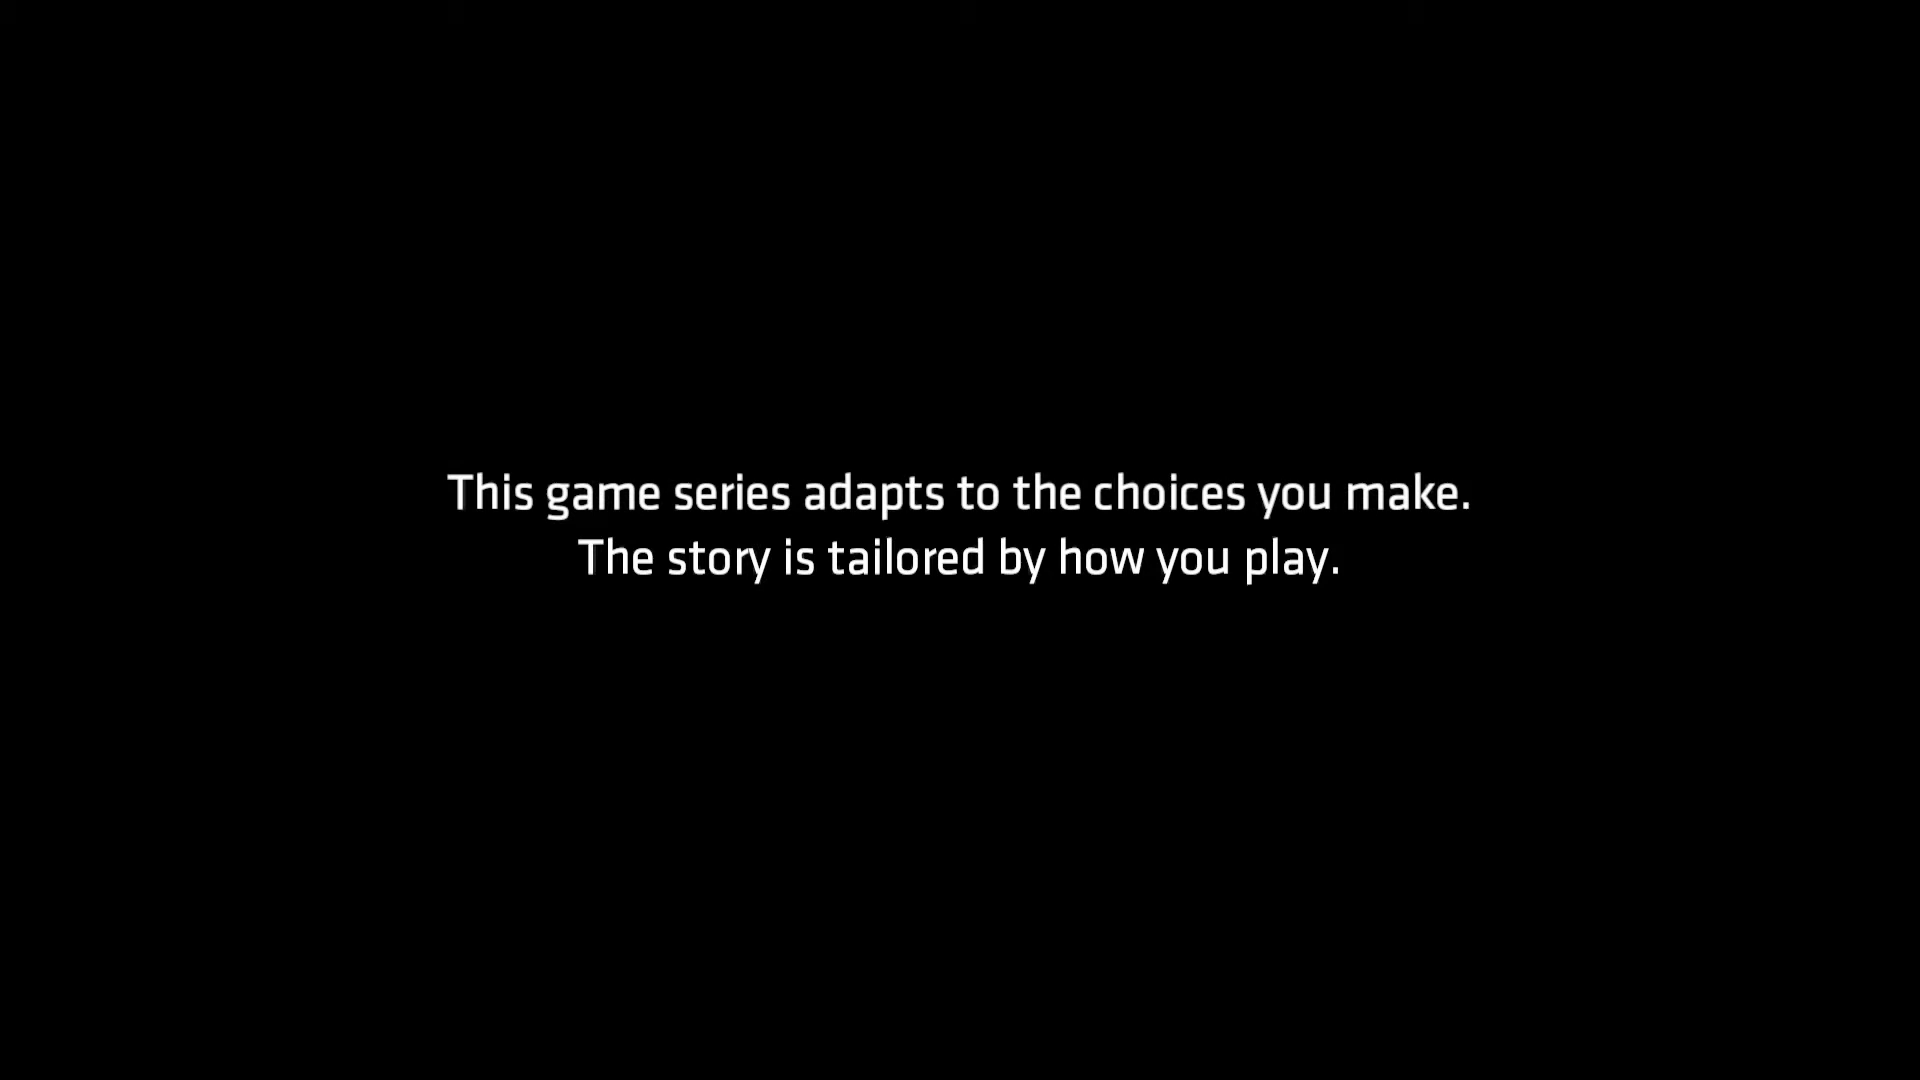 This game series adapts to the choices you make.
The story is tailored by how you play.